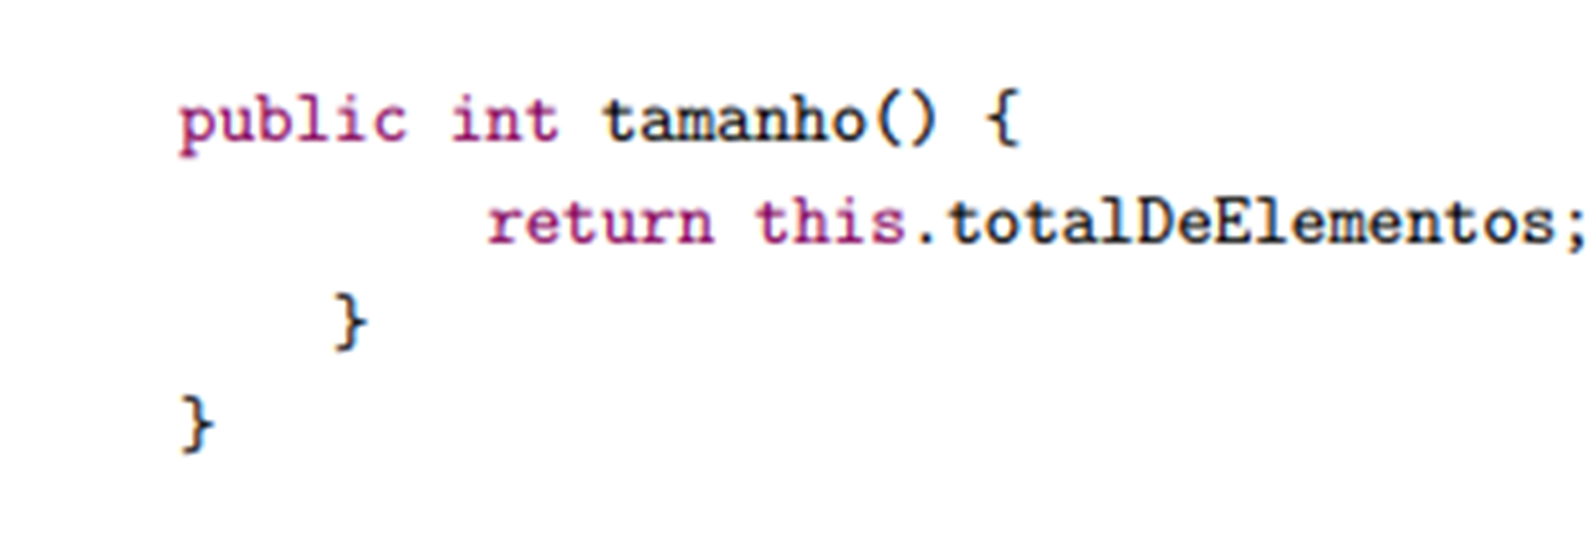 public int tamanho() {
return this.totalDeElementos;
}
}